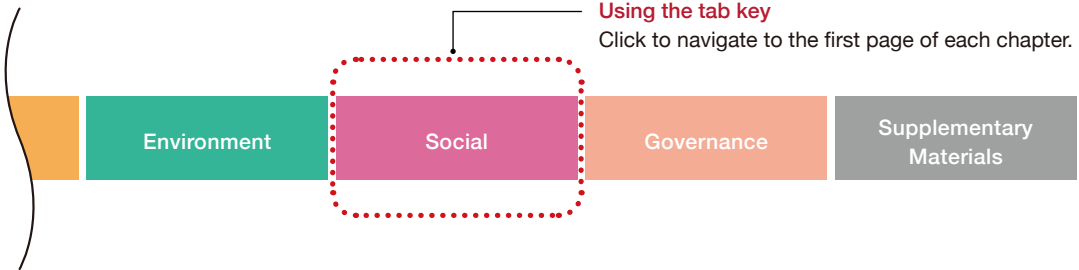 Using the tab key
Click to navigate to the first page of each chapter.
Environment
Social
Governance
Supplementary
Materials